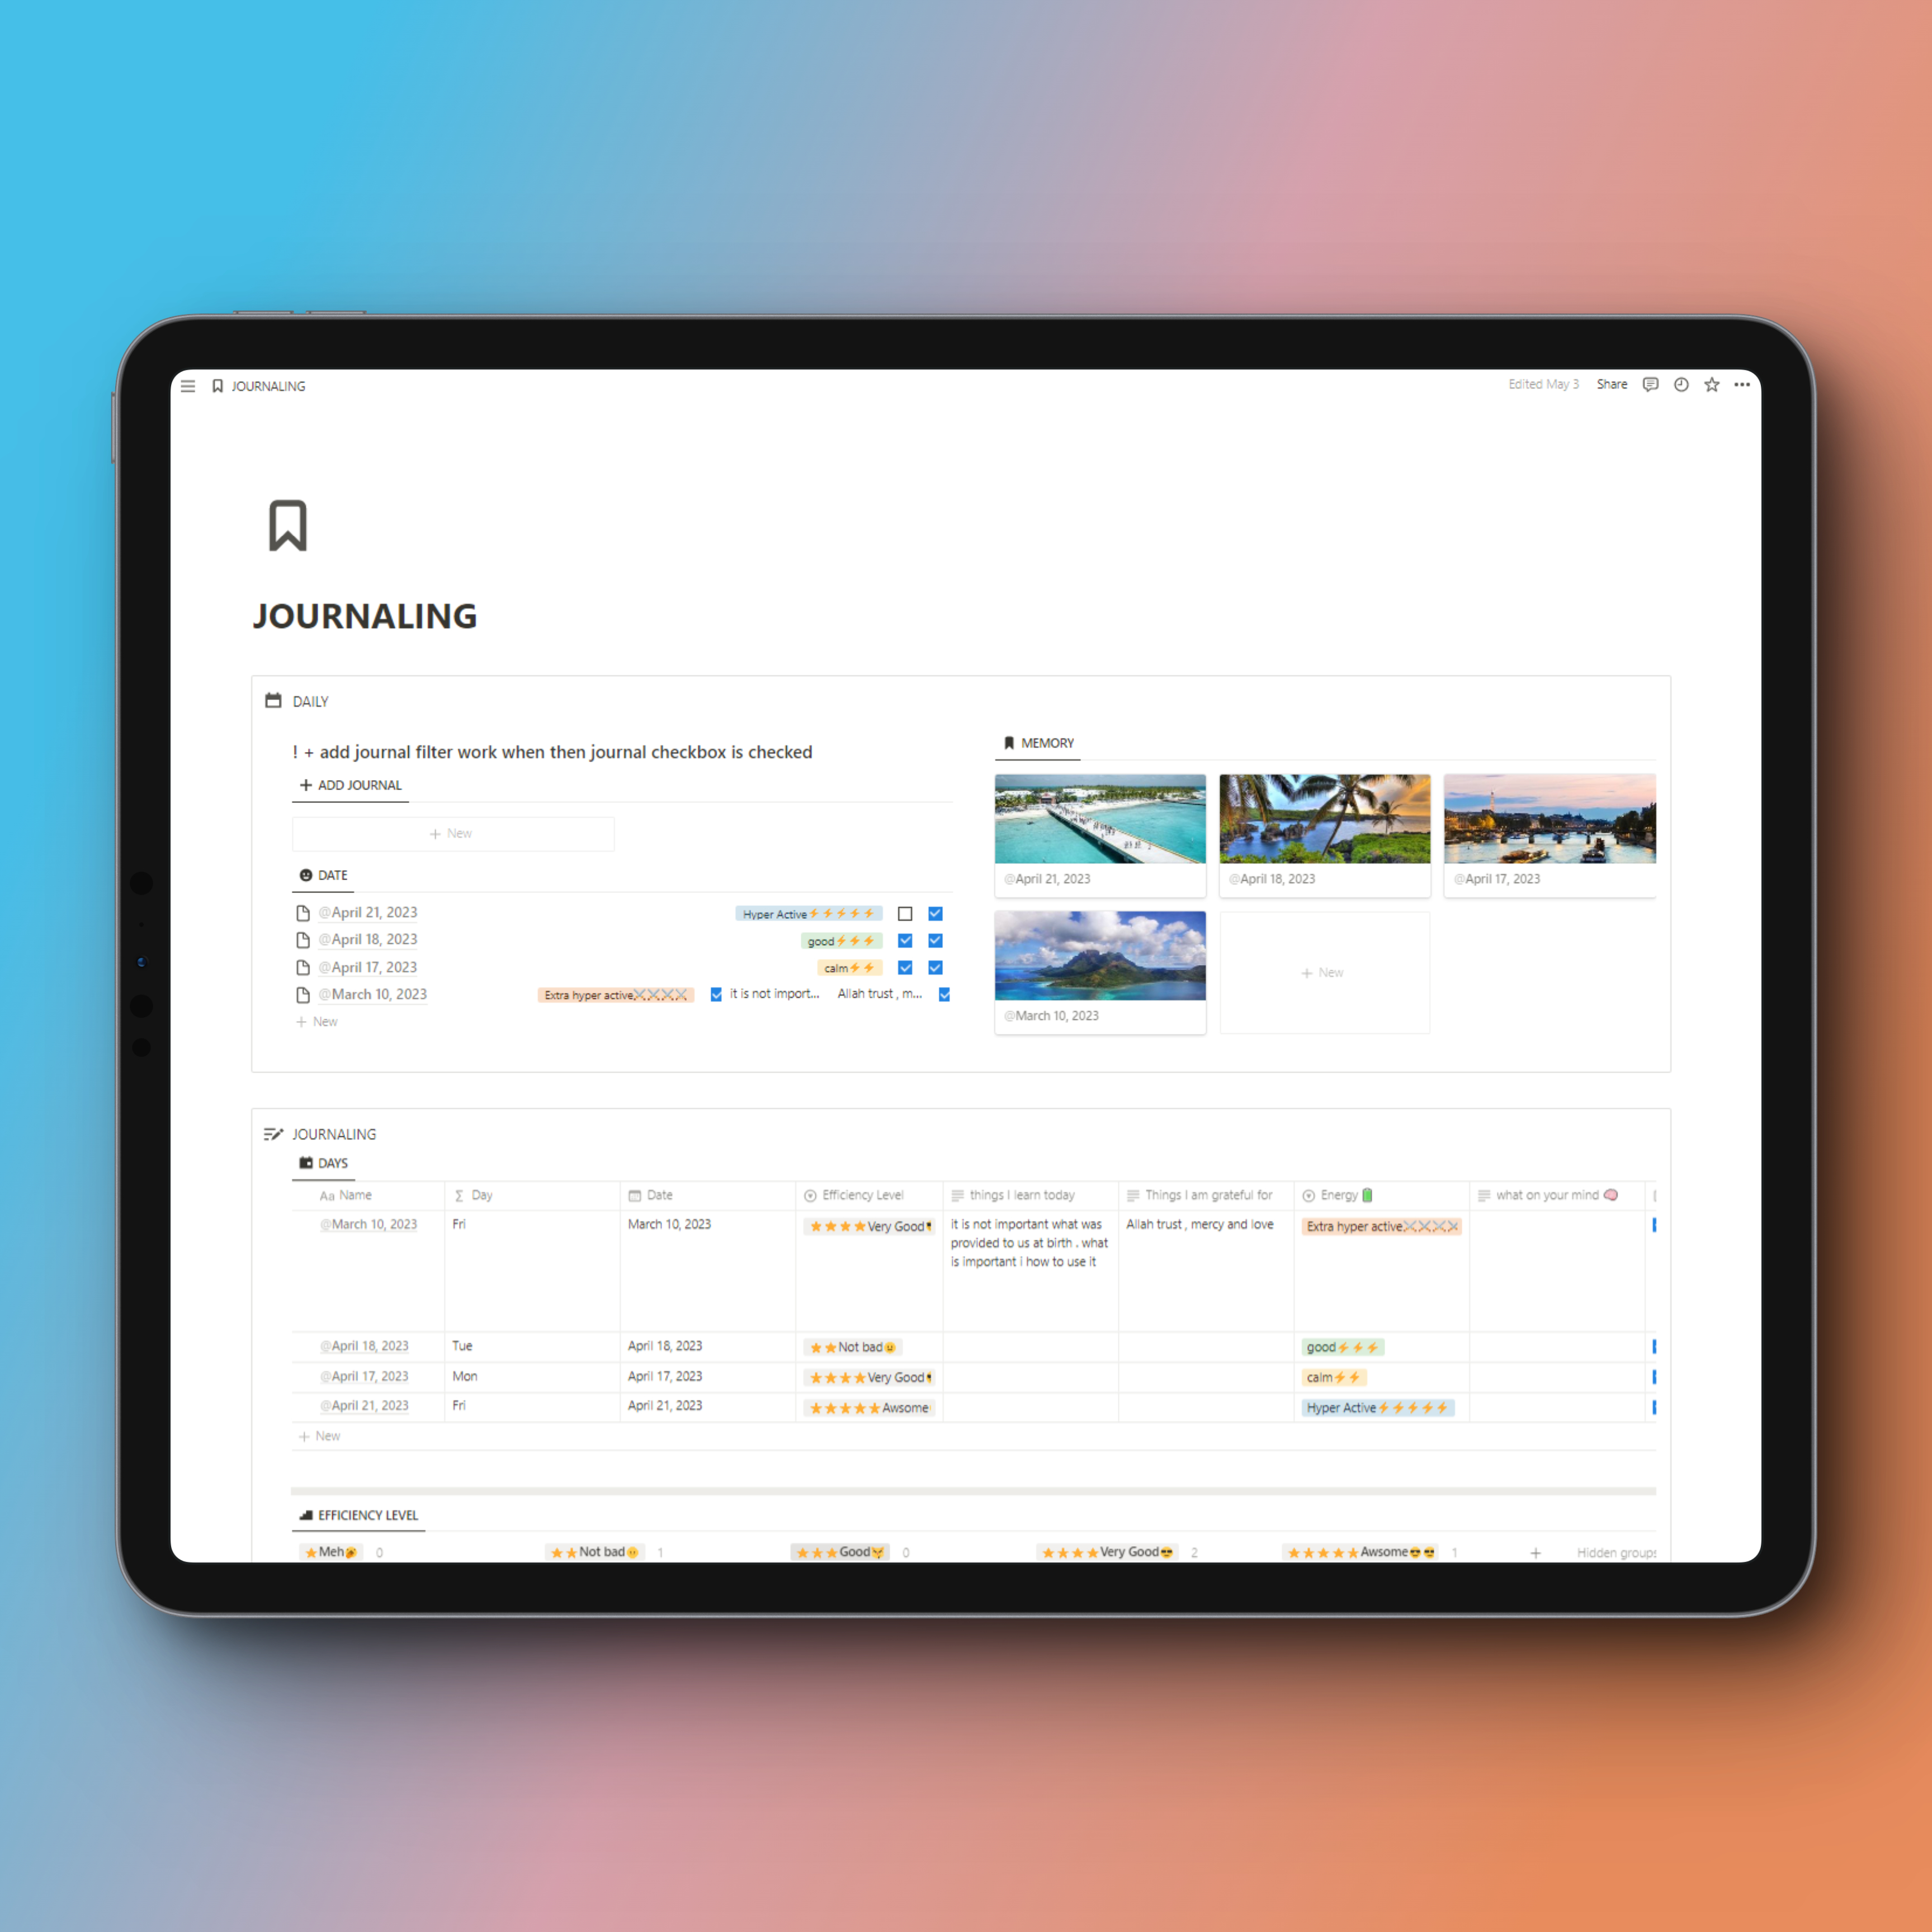 JOURNALING
Edited May 3 Share
JOURNALING
DAILY
! + add journal filter work when then journal checkbox is checked
+ ADD JOURNAL
+ New
DATE
@April 21, 2023 Hyper Active⚡⚡⚡⚡⚡
@April 18, 2023 good⚡⚡⚡
@April 17, 2023 calm⚡⚡
@March 10, 2023 Extra hyper active⚔⚔⚔⚔ it is not import... Allah trust , m...
+ New
MEMORY
@April 21, 2023 @April 18, 2023 @April 17, 2023
@March 10, 2023 + New
JOURNALING
DAYS
Aa Name Σ Day Date Efficiency Level things I learn today Things I am grateful for Energy🔋 what on your mind 🧠
@March 10, 2023 Fri March 10, 2023 ⭐⭐⭐⭐Very Good it is not important what was Allah trust , mercy and love Extra hyper active⚔⚔⚔⚔
provided to us at birth . what
is important i how to use it
@April 18, 2023 Tue April 18, 2023 ⭐⭐Not bad😐 good⚡⚡⚡
@April 17, 2023 Mon April 17, 2023 ⭐⭐⭐⭐Very Good calm⚡⚡
@April 21, 2023 Fri April 21, 2023 ⭐⭐⭐⭐⭐Awsome Hyper Active⚡⚡⚡⚡⚡
+ New
EFFICIENCY LEVEL
⭐Meh 0 ⭐⭐Not bad😐 1 ⭐⭐⭐Good 0 ⭐⭐⭐⭐Very Good😎 2 ⭐⭐⭐⭐⭐Awsome😎😎 1 + Hidden groups